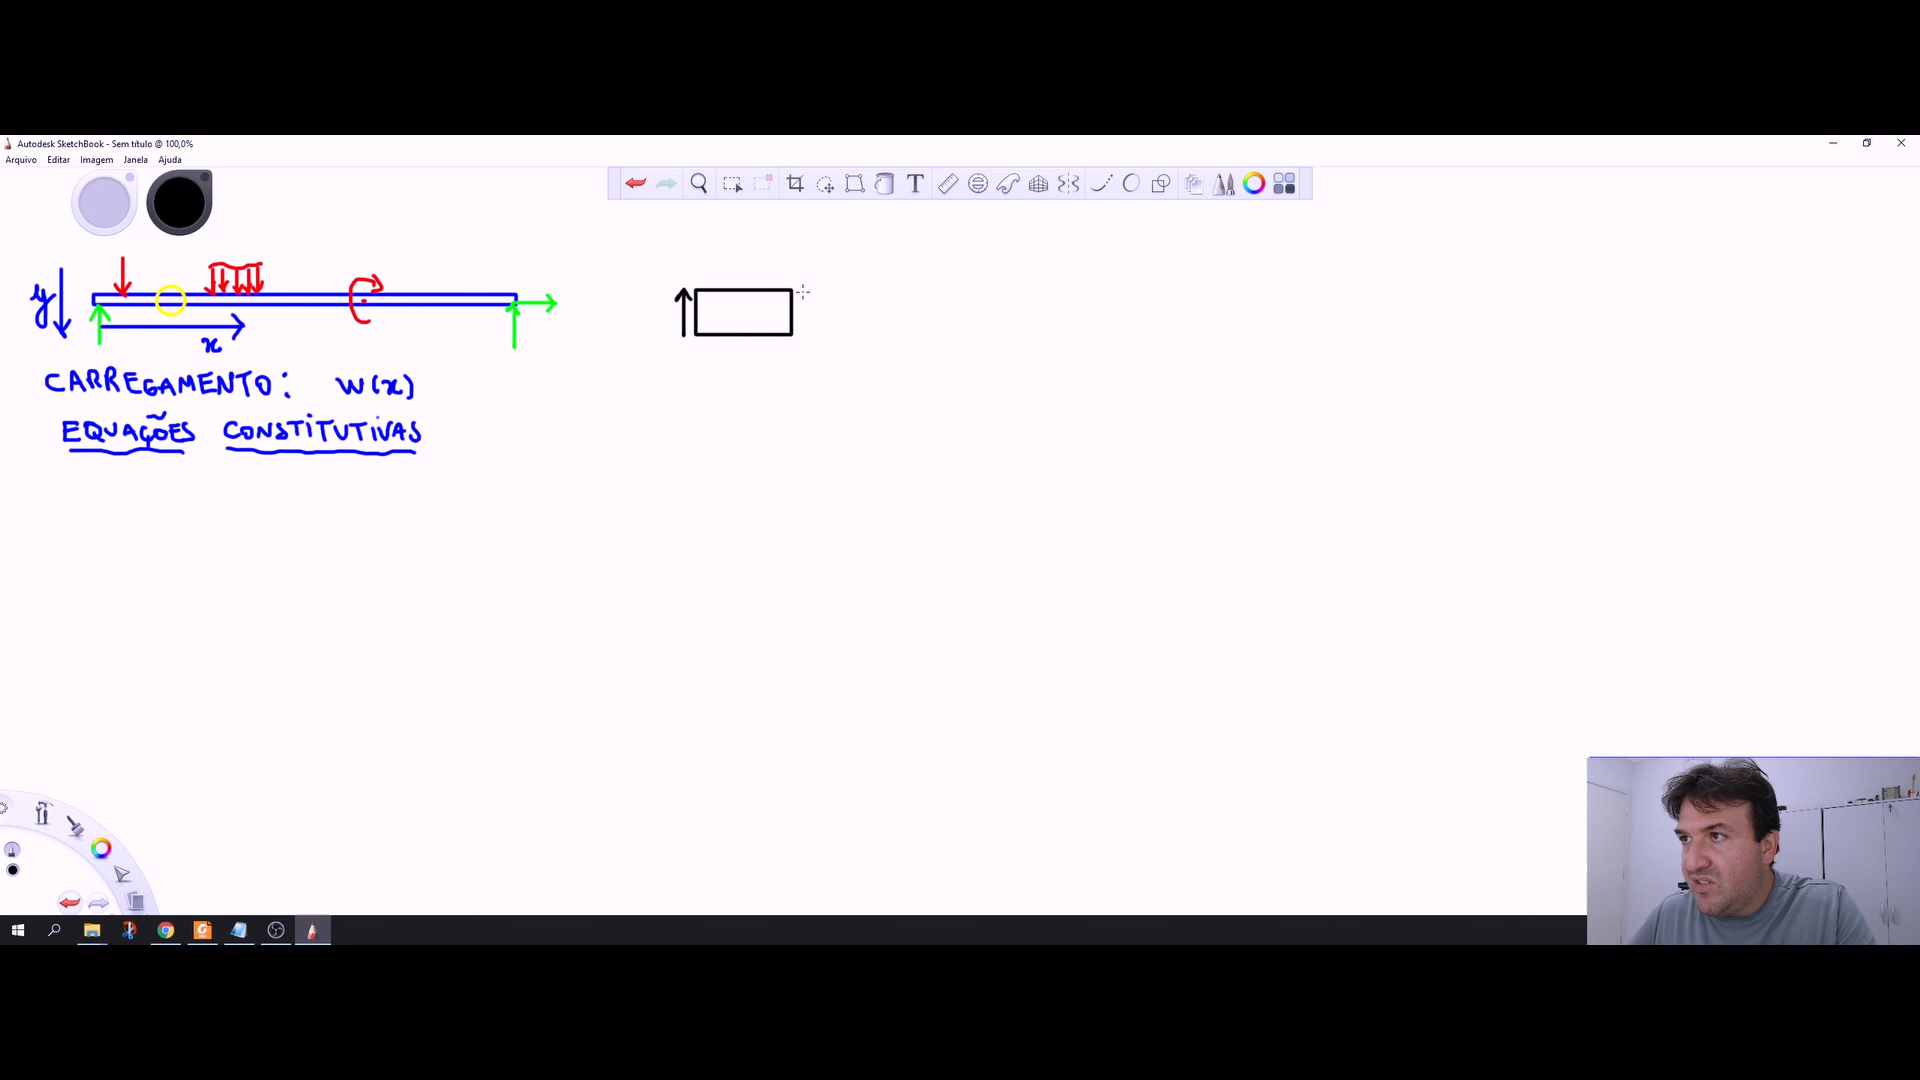 Autodesk SketchBook - Sem título @ 100,0%
Arquivo Editar Imagem Janela Ajuda
y
x
CARREGAMENTO: W(x)
EQUAÇÕES CONSTITUTIVAS